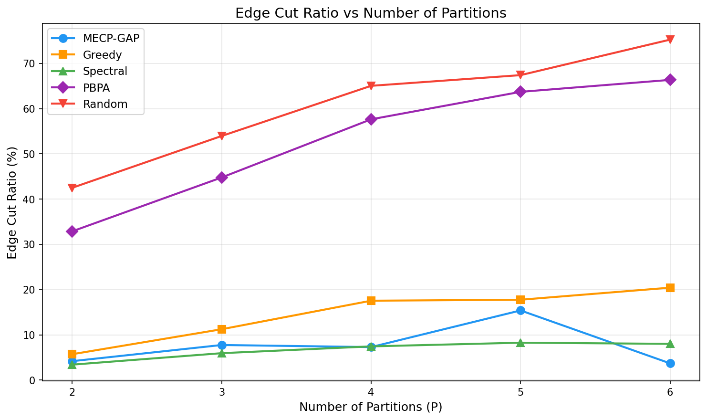 Edge Cut Ratio vs Number of Partitions
MECP-GAP
Greedy
Spectral
PBPA
Random
Edge Cut Ratio (%)
70
60
50
40
30
20
10
0
2
3
4
5
6
Number of Partitions (P)